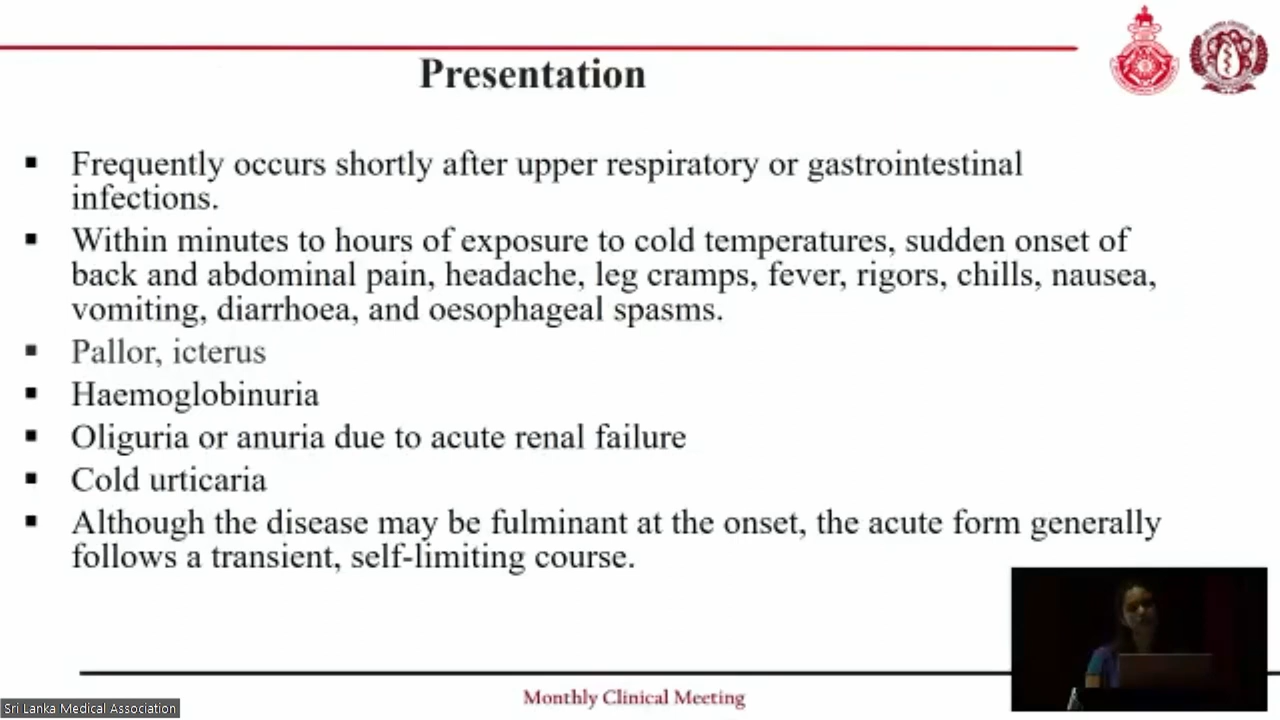 Presentation
▪ Frequently occurs shortly after upper respiratory or gastrointestinal
infections.
▪ Within minutes to hours of exposure to cold temperatures, sudden onset of
back and abdominal pain, headache, leg cramps, fever, rigors, chills, nausea,
vomiting, diarrhoea, and oesophageal spasms.
▪ Pallor, icterus
▪ Haemoglobinuria
▪ Oliguria or anuria due to acute renal failure
▪ Cold urticaria
▪ Although the disease may be fulminant at the onset, the acute form generally
follows a transient, self-limiting course.
Monthly Clinical Meeting
Sri Lanka Medical Association